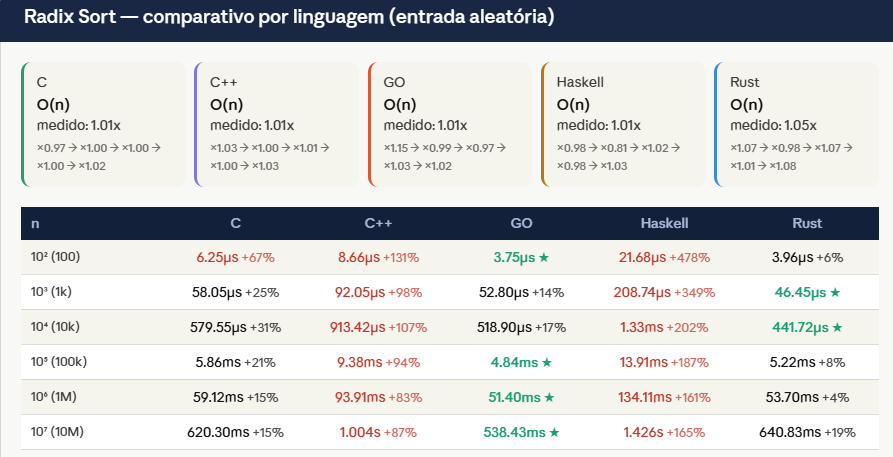 Radix Sort — comparativo por linguagem (entrada aleatória)
C
O(n)
medido: 1.01x
×0.97 → ×1.00 → ×1.00 →
×1.00 → ×1.02
C++
O(n)
medido: 1.01x
×1.03 → ×1.00 → ×1.01 →
×1.00 → ×1.03
GO
O(n)
medido: 1.01x
×1.15 → ×0.99 → ×0.97 →
×1.03 → ×1.02
Haskell
O(n)
medido: 1.01x
×0.98 → ×0.81 → ×1.02 →
×0.98 → ×1.03
Rust
O(n)
medido: 1.05x
×1.07 → ×0.98 → ×1.07 →
×1.01 → ×1.08
n C C++ GO Haskell Rust
10² (100) 6.25µs +67% 8.66µs +131% 3.75µs ★ 21.68µs +478% 3.96µs +6%
10³ (1k) 58.05µs +25% 92.05µs +98% 52.80µs +14% 208.74µs +349% 46.45µs ★
10⁴ (10k) 579.55µs +31% 913.42µs +107% 518.90µs +17% 1.33ms +202% 441.72µs ★
10⁵ (100k) 5.86ms +21% 9.38ms +94% 4.84ms ★ 13.91ms +187% 5.22ms +8%
10⁶ (1M) 59.12ms +15% 93.91ms +83% 51.40ms ★ 134.11ms +161% 53.70ms +4%
10⁷ (10M) 620.30ms +15% 1.004s +87% 538.43ms ★ 1.426s +165% 640.83ms +19%